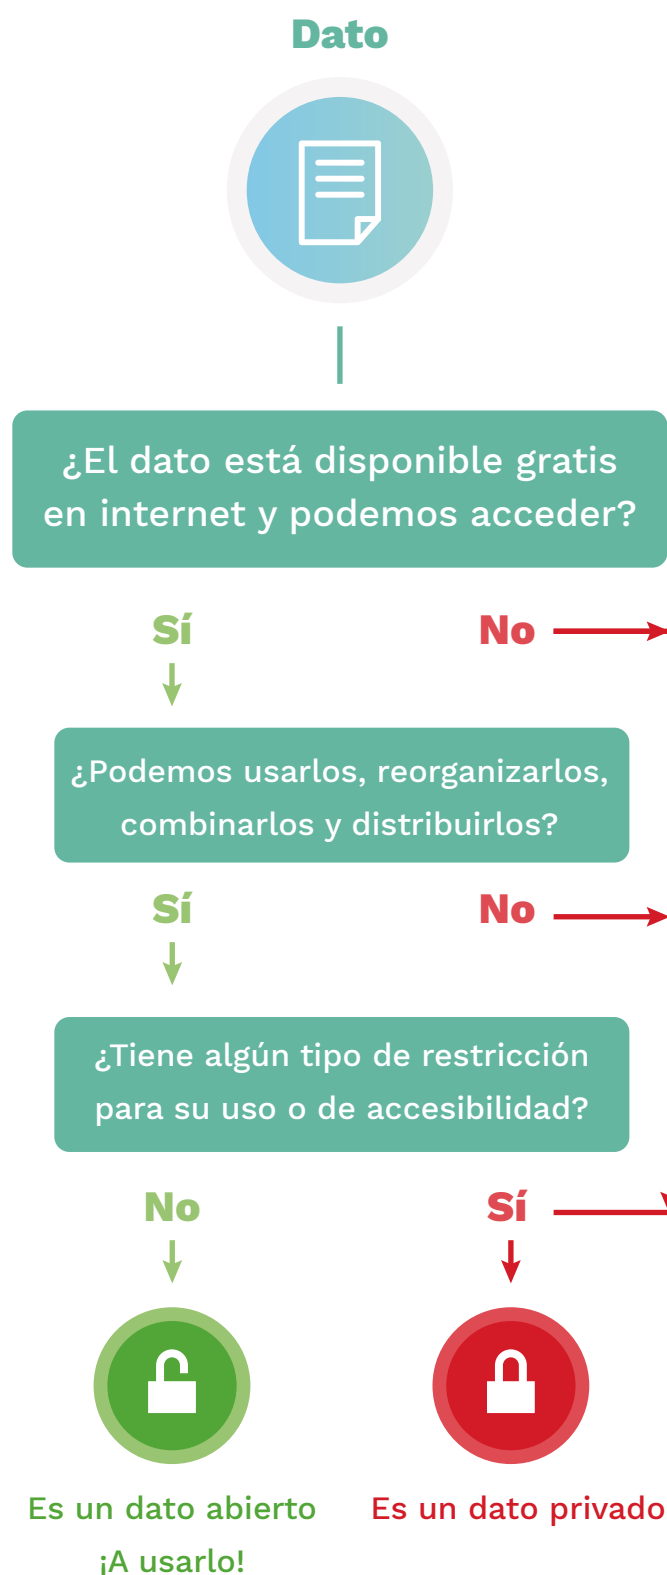 Dato
¿El dato está disponible gratis
en internet y podemos acceder?
Sí
No
¿Podemos usarlos, reorganizarlos,
combinarlos y distribuirlos?
Sí
No
¿Tiene algún tipo de restricción
para su uso o de accesibilidad?
No
Sí
Es un dato abierto
¡A usarlo!
Es un dato privado